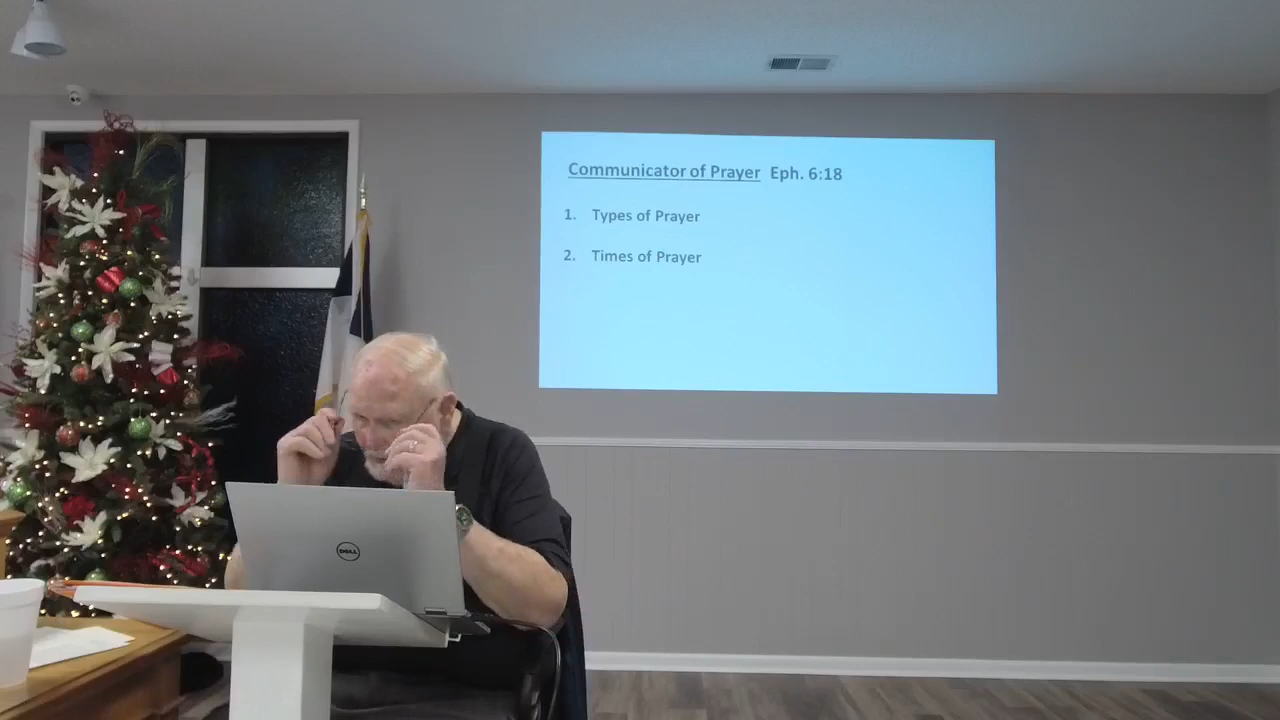 Communicator of Prayer Eph. 6:18
1. Types of Prayer
2. Times of Prayer
DELL